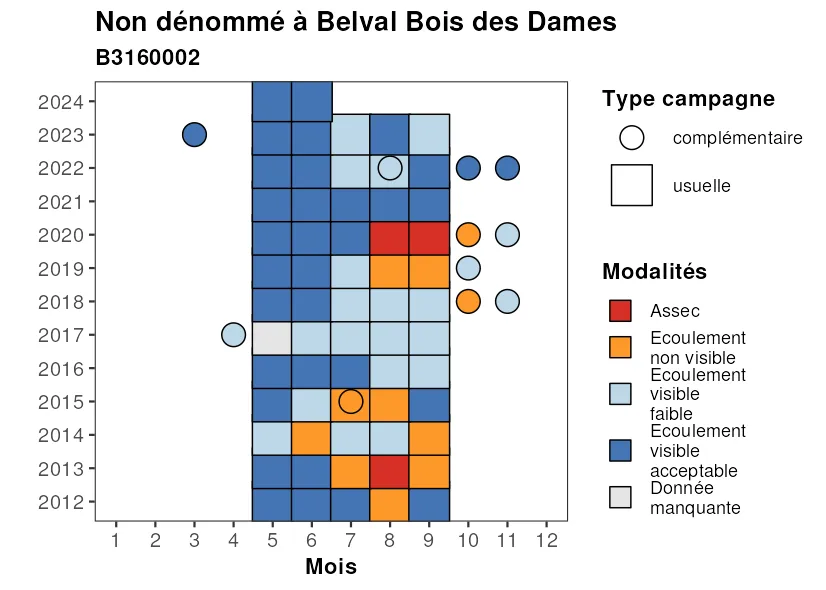 Non dénommé à Belval Bois des Dames
B3160002
2024
2023
2022
2021
2020
2019
2018
2017
2016
2015
2014
2013
2012
1 2 3 4 5 6 7 8 9 10 11 12
Mois
Type campagne
complémentaire
usuelle
Modalités
Assec
Ecoulement
non visible
Ecoulement
visible
faible
Ecoulement
visible
acceptable
Donnée
manquante